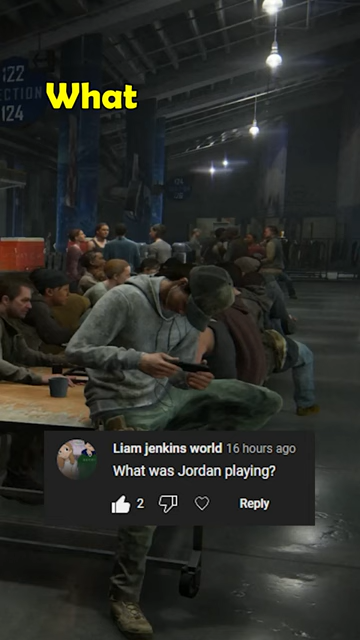 122
ECTION
124
What
Liam jenkins world 16 hours ago
What was Jordan playing?
2
Reply